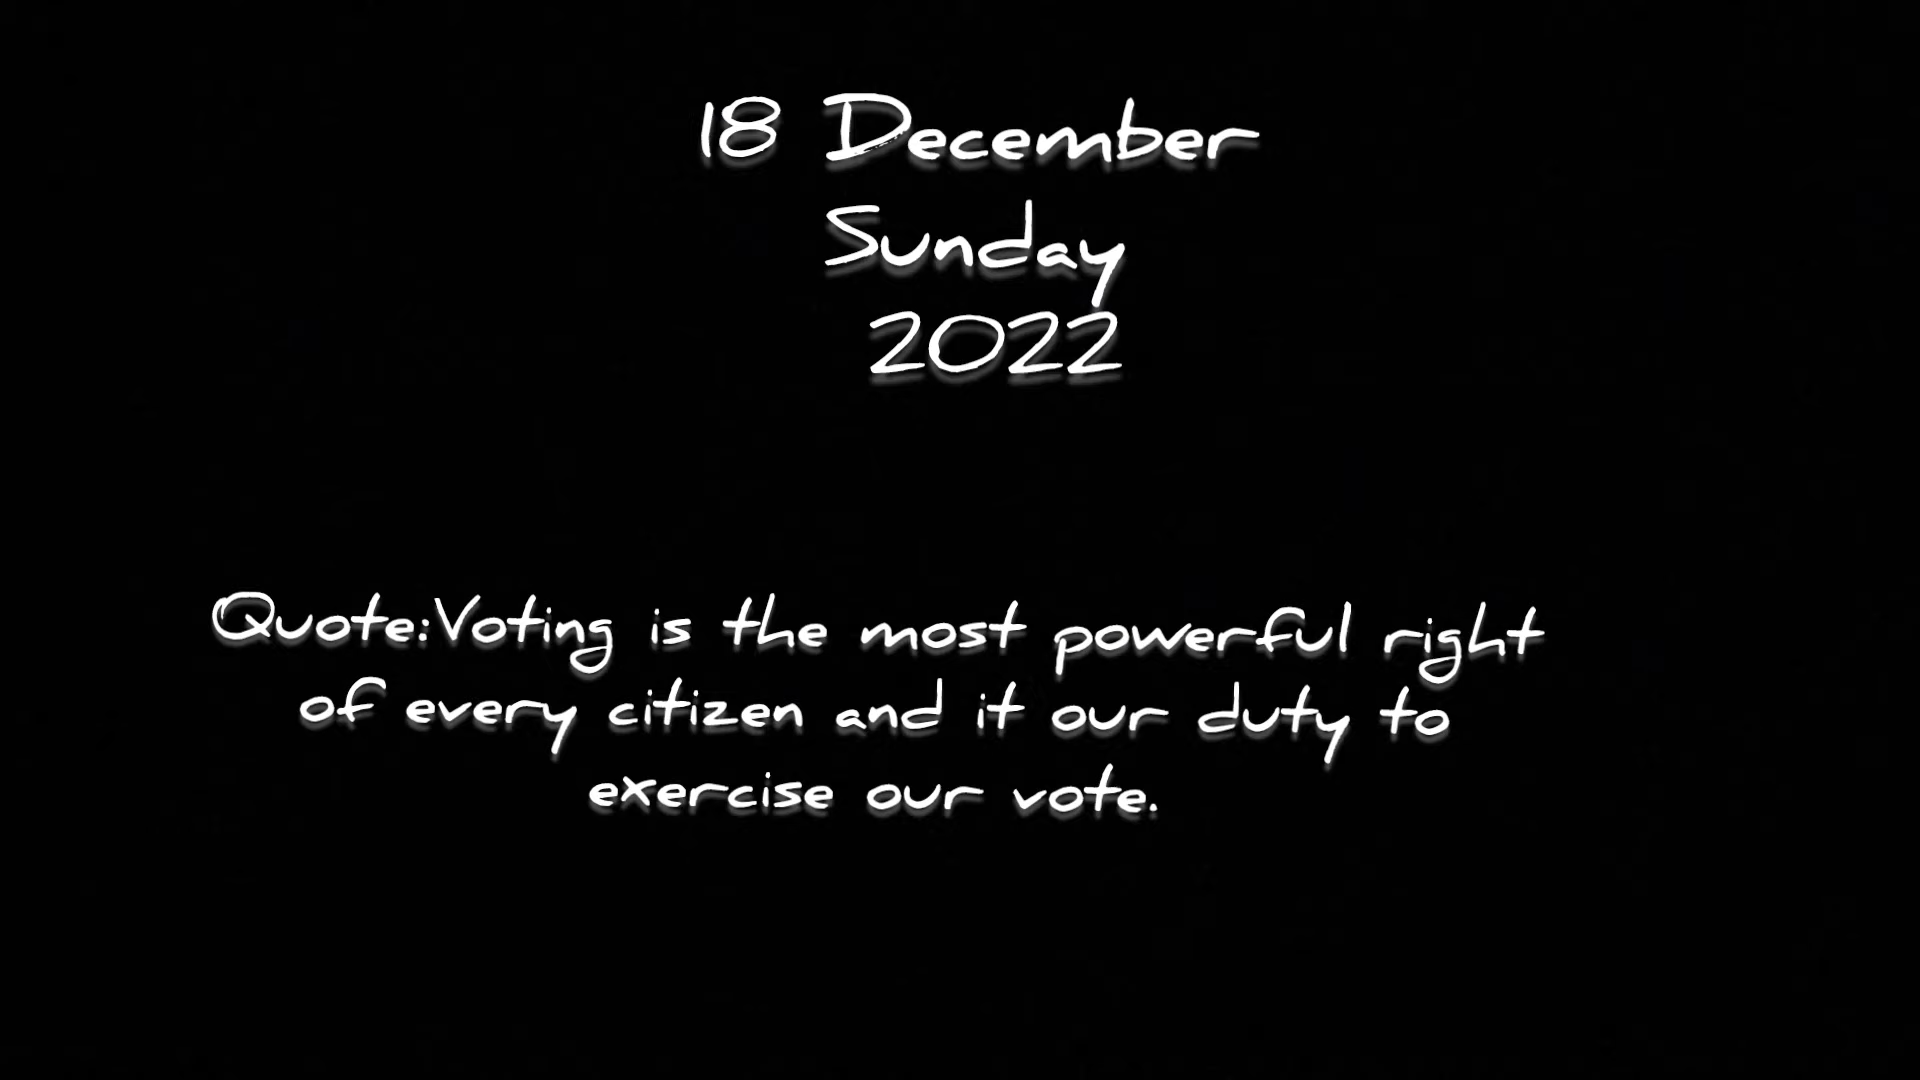 18 December
Sunday
2022
Quote:Voting is the most powerful right
of every citizen and it our duty to
exercise our vote.